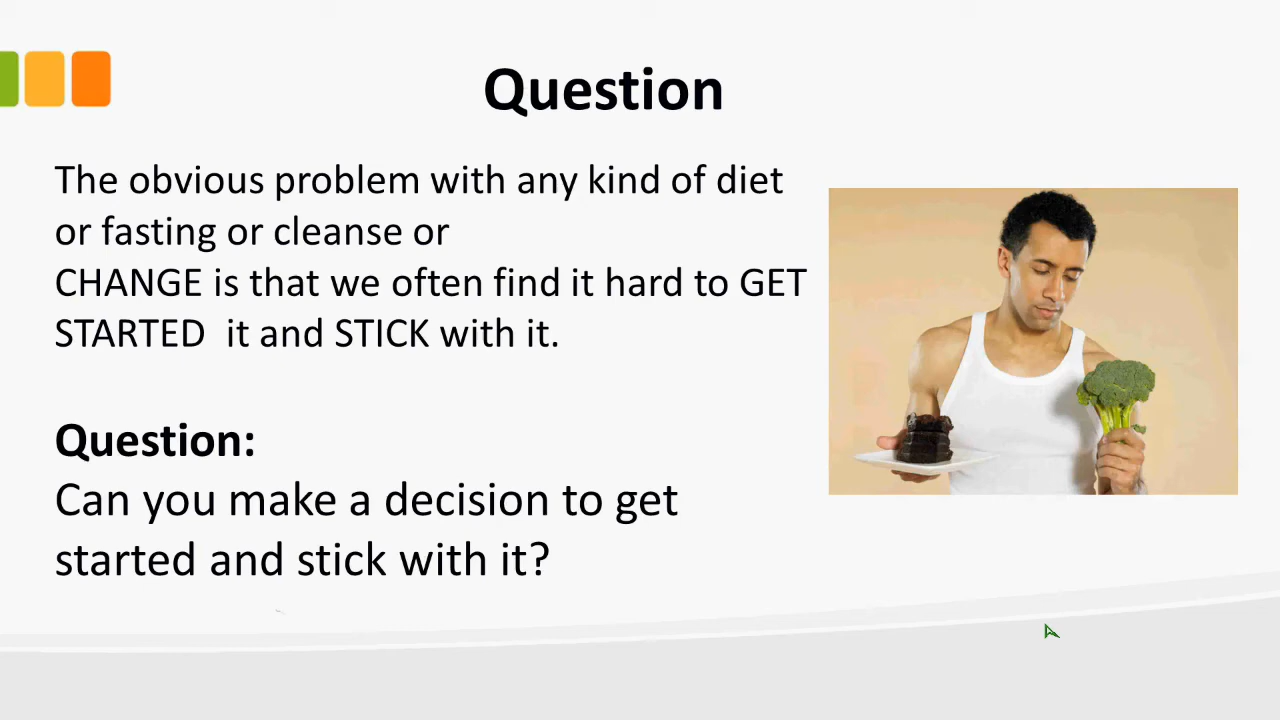 Question
The obvious problem with any kind of diet
or fasting or cleanse or
CHANGE is that we often find it hard to GET
STARTED  it and STICK with it.
Question:
Can you make a decision to get
started and stick with it?